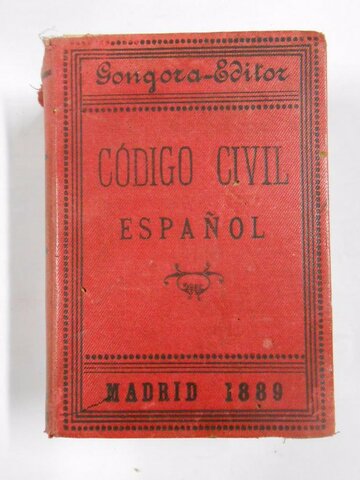 Gongora-Editor
CÓDIGO CIVIL
ESPAÑOL
MADRID 1889